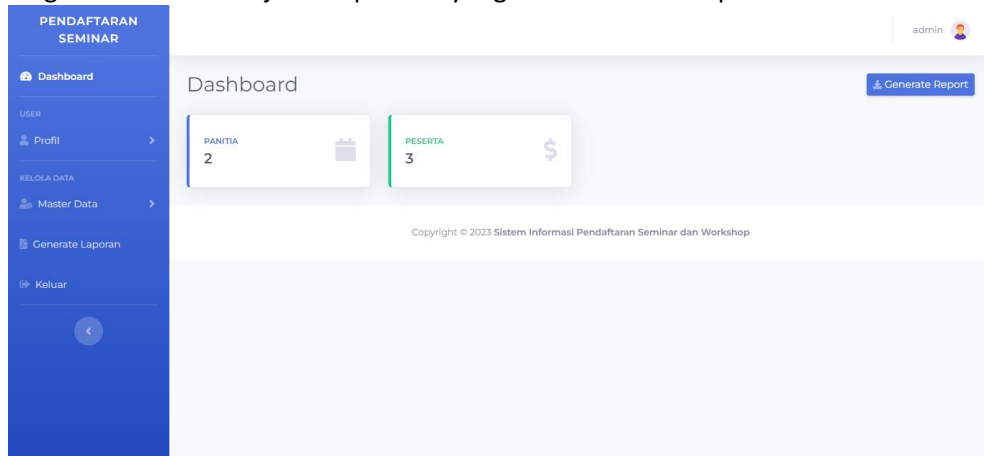 PENDAFTARAN
SEMINAR
admin
Dashboard
Dashboard
Generate Report
USER
Profil
PANITIA
2
PESERTA
3
$
KELOLA DATA
Master Data
Generate Laporan
Copyright © 2023 Sistem Informasi Pendaftaran Seminar dan Workshop
Keluar